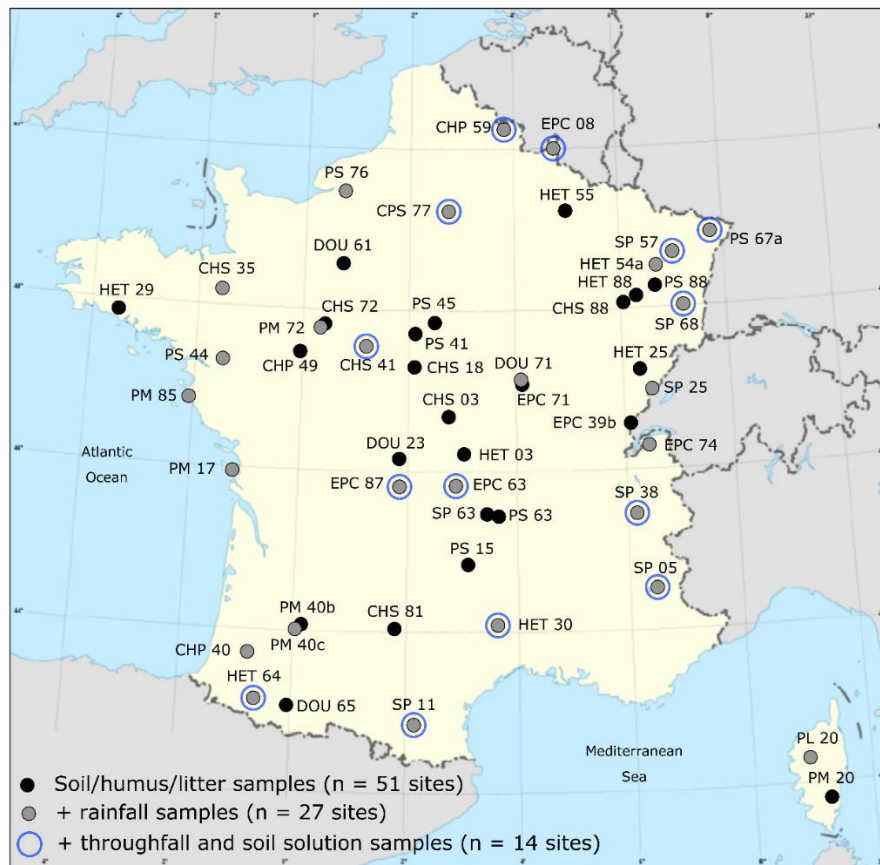 CHP 59
EPC 08
PS 76
CPS 77
HET 55
PS 67a
SP 57
DOU 61
HET 54a
CHS 35
HET 88
PS 88
HET 29
CHS 72
PS 45
CHS 88
PM 72
SP 68
PS 44
PS 41
CHP 49
CHS 41
CHS 18
DOU 71
HET 25
PM 85
EPC 71
SP 25
CHS 03
EPC 39b
Atlantic
Ocean
DOU 23
HET 03
EPC 74
PM 17
EPC 87
EPC 63
SP 38
SP 63
PS 63
PS 15
SP 05
PM 40b
CHS 81
HET 30
PM 40c
CHP 40
HET 64
DOU 65
SP 11
Mediterranean
Sea
PL 20
PM 20
Soil/humus/litter samples (n = 51 sites)
+ rainfall samples (n = 27 sites)
+ throughfall and soil solution samples (n = 14 sites)